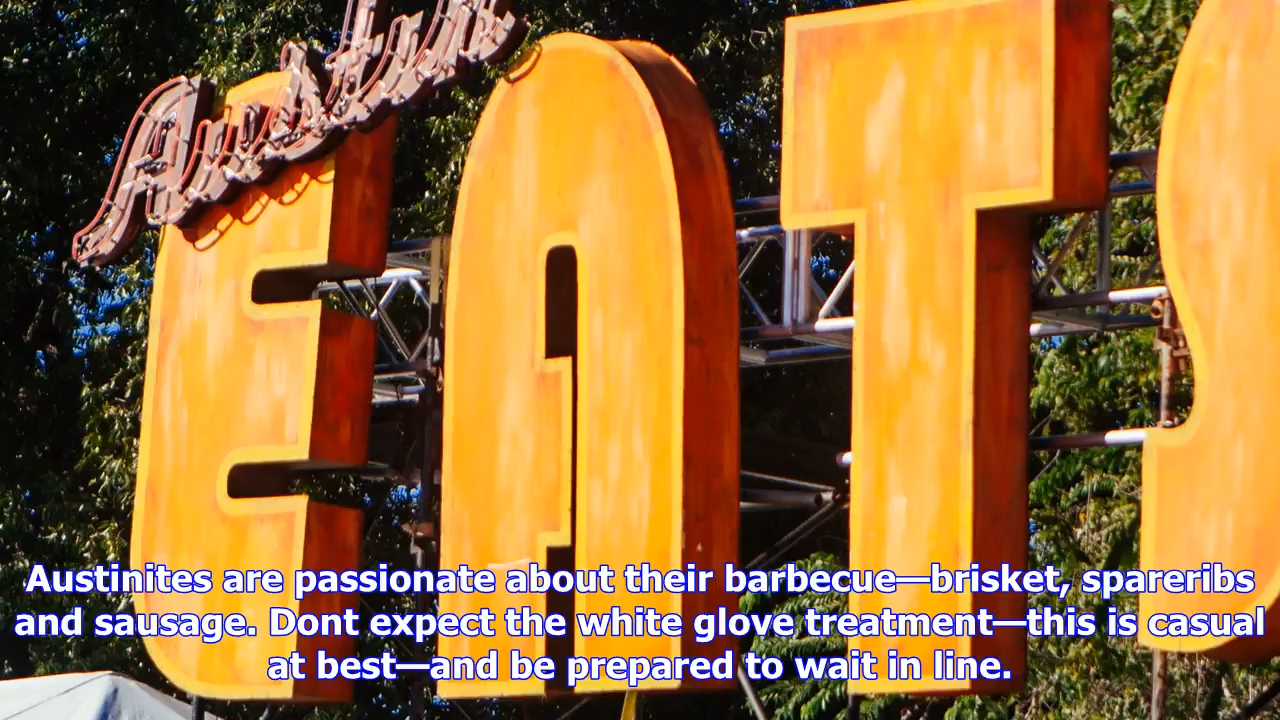 Austin
EATS
Austinites are passionate about their barbecue—brisket, spareribs
and sausage. Dont expect the white glove treatment—this is casual
at best—and be prepared to wait in line.